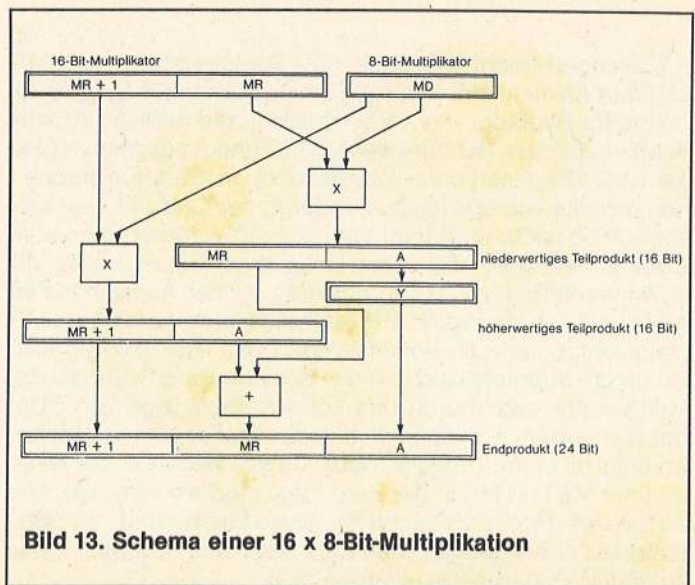 16-Bit-Multiplikator 8-Bit-Multiplikator
MR + 1 MR MD
X
X
MR A niederwertiges Teilprodukt (16 Bit)
Y
MR + 1 A höherwertiges Teilprodukt (16 Bit)
+
MR + 1 MR A Endprodukt (24 Bit)
Bild 13. Schema einer 16 x 8-Bit-Multiplikation